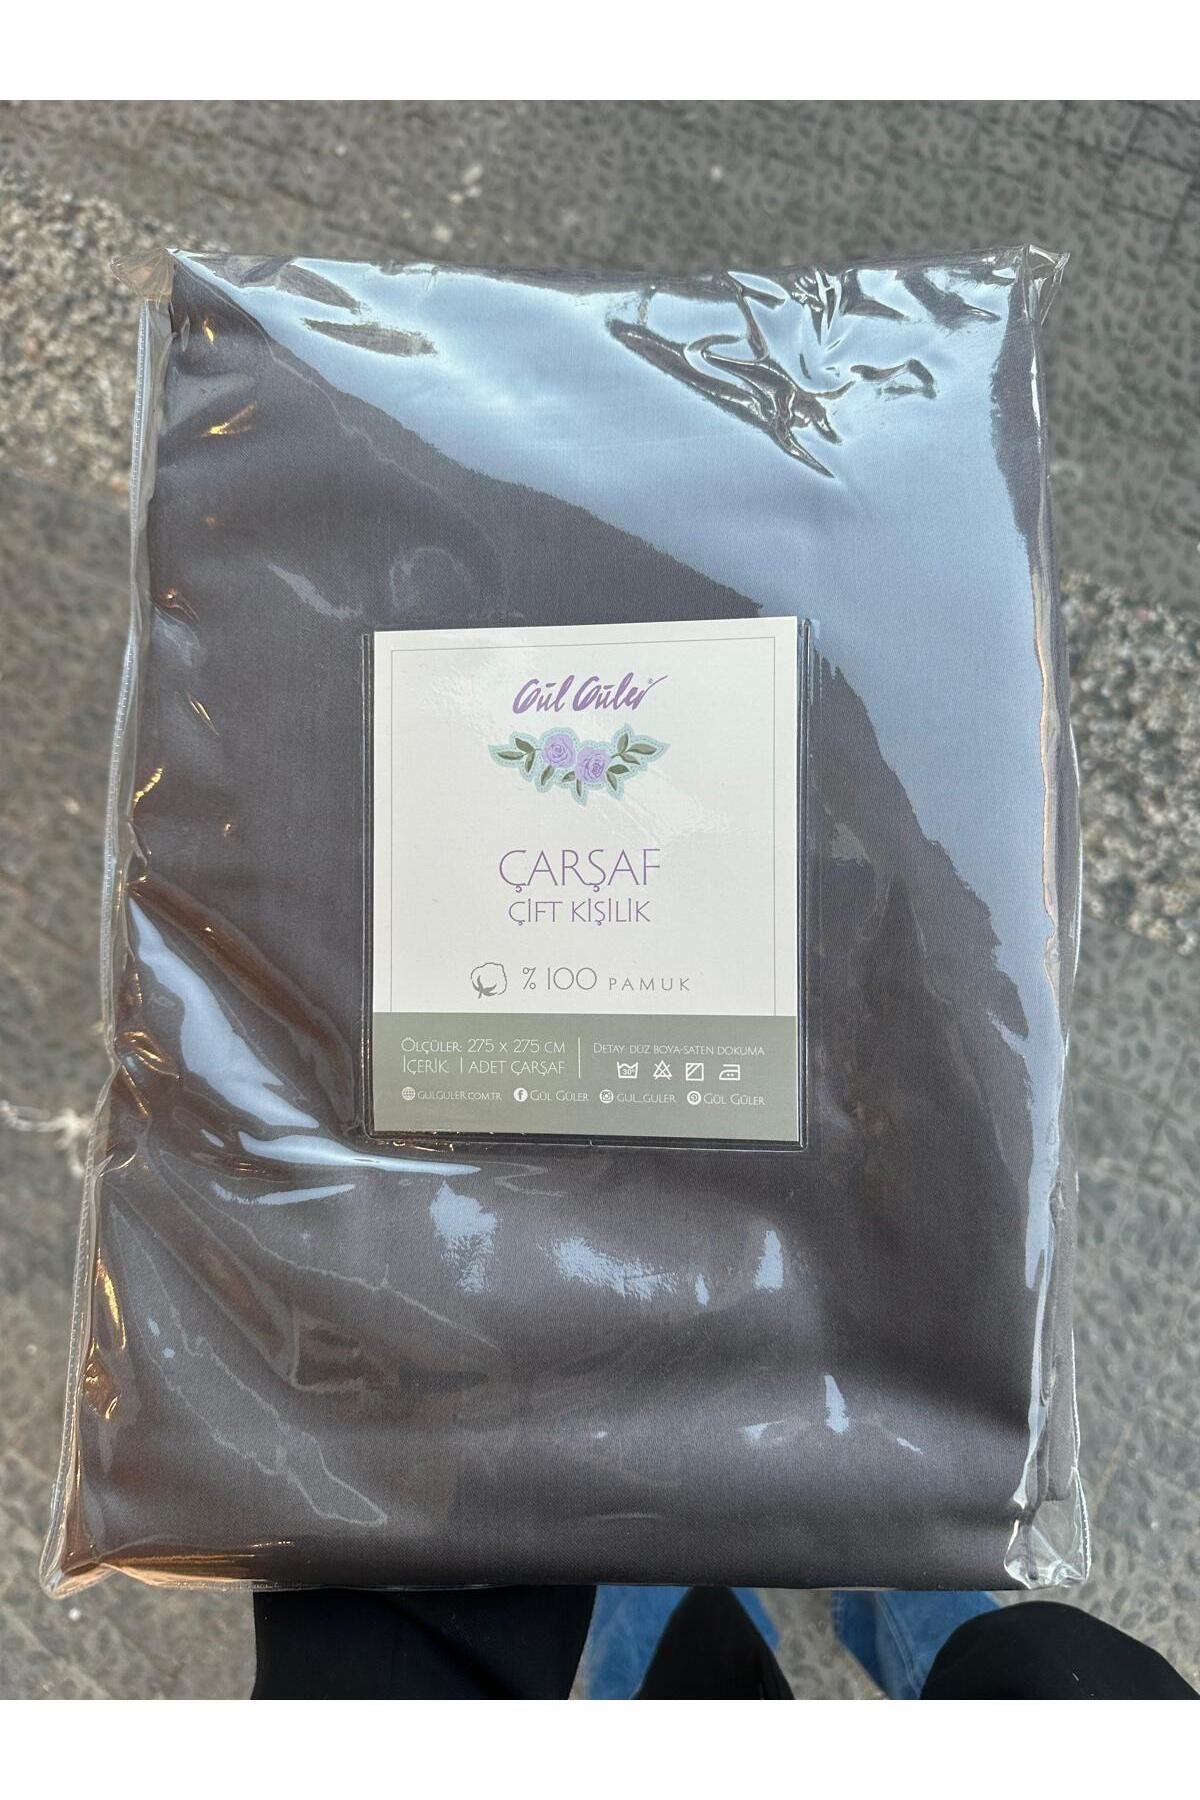 Gül Güler®
ÇARŞAF
ÇİFT KİŞİLİK
% 100 PAMUK
ÖLÇÜLER: 275 X 275 CM
İÇERİK: 1 ADET ÇARŞAF
DETAY: DÜZ BOYA-SATEN DOKUMA
30°
GULGULER.COM.TR GÜL GÜLER GUL_GULER GÜL GÜLER